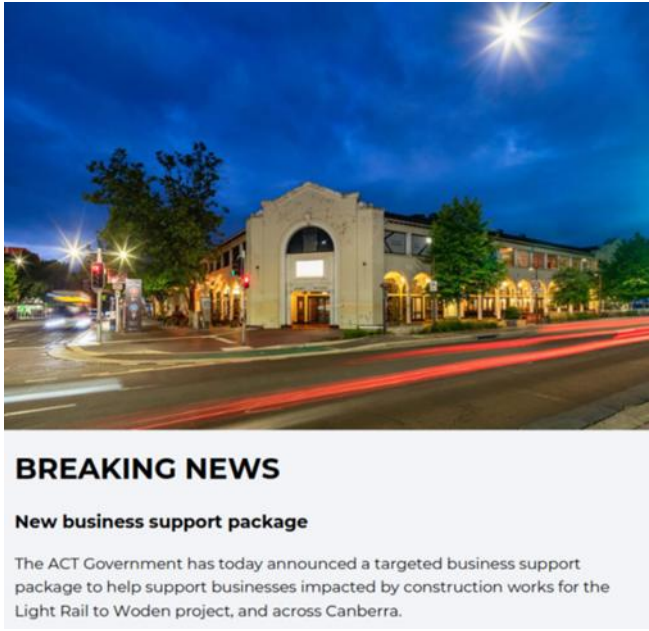 BREAKING NEWS
New business support package
The ACT Government has today announced a targeted business support
package to help support businesses impacted by construction works for the
Light Rail to Woden project, and across Canberra.